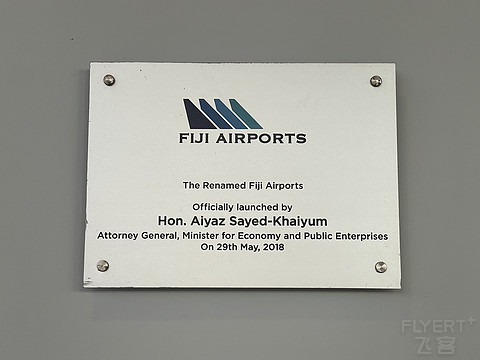 FIJI AIRPORTS
The Renamed Fiji Airports
Officially launched by
Hon. Aiyaz Sayed-Khaiyum
Attorney General, Minister for Economy and Public Enterprises
On 29th May, 2018
FLYERT+
飞客